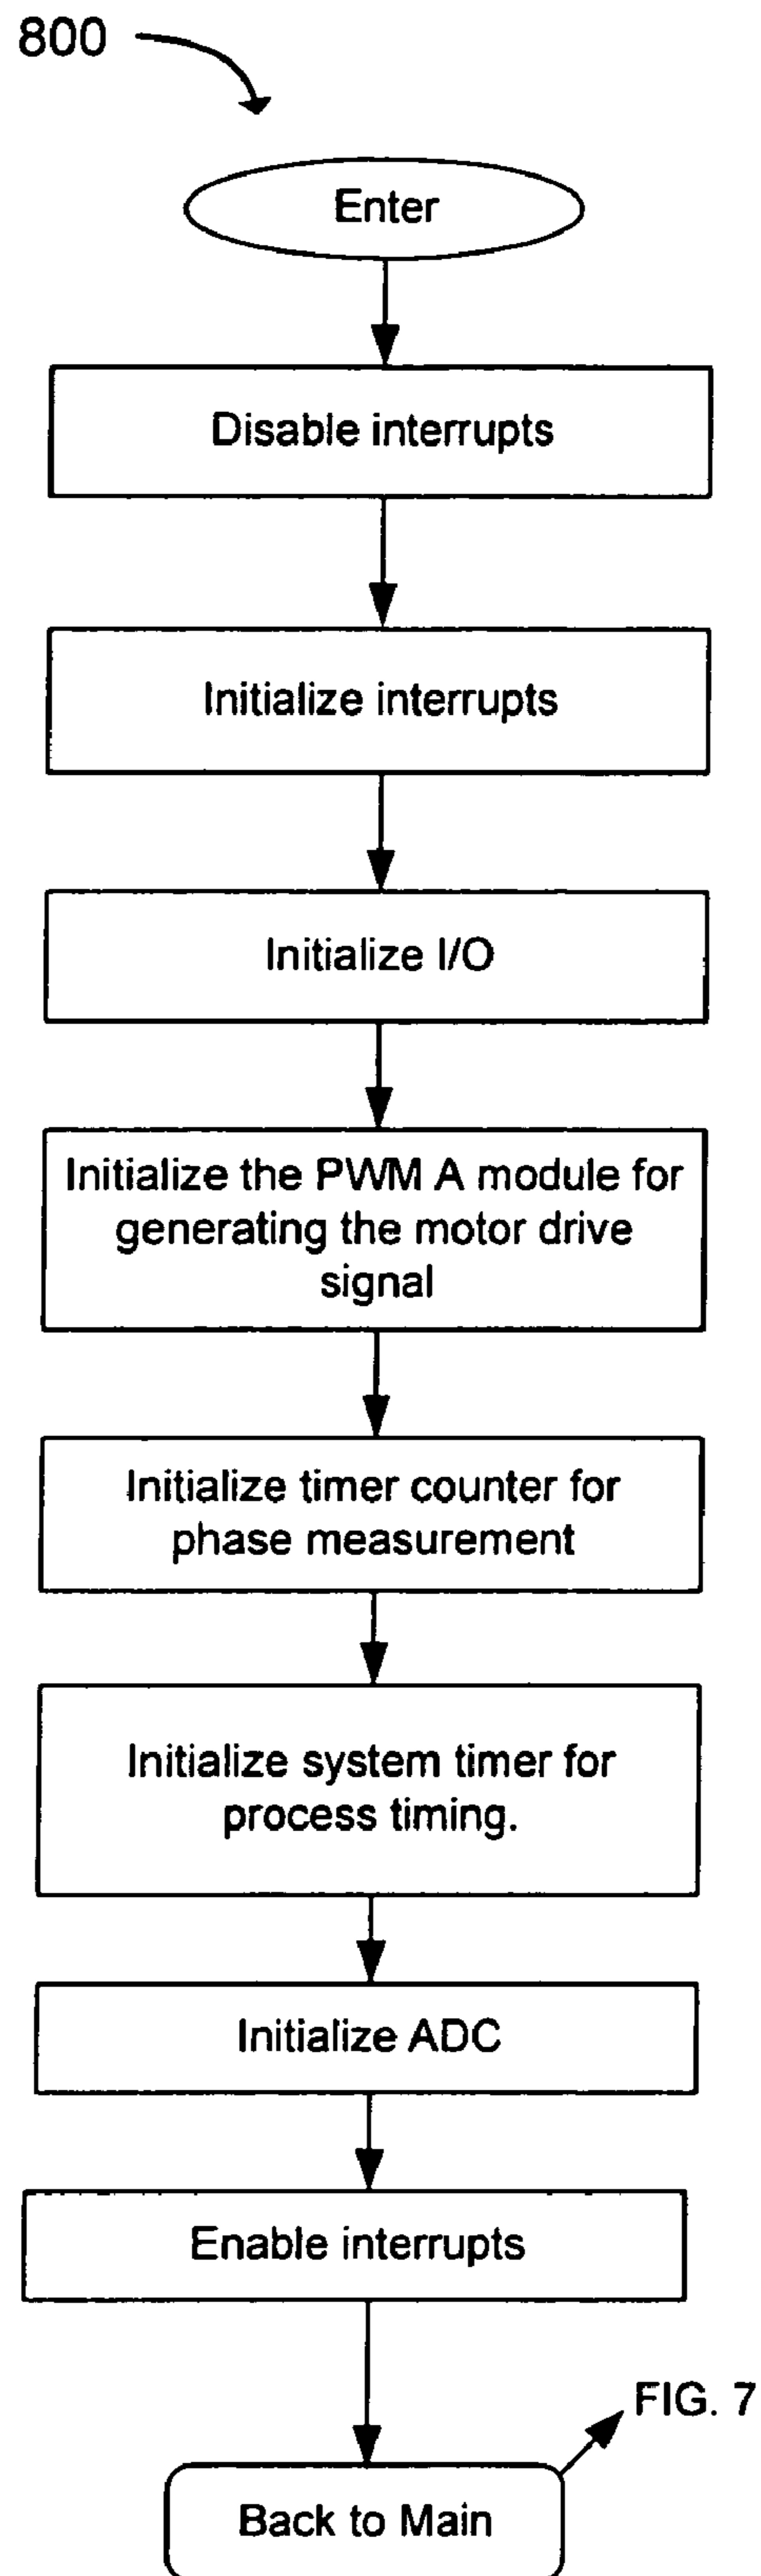 800
Enter
Disable interrupts
Initialize interrupts
Initialize I/O
Initialize the PWM A module for
generating the motor drive
signal
Initialize timer counter for
phase measurement
Initialize system timer for
process timing.
Initialize ADC
Enable interrupts
FIG. 7
Back to Main